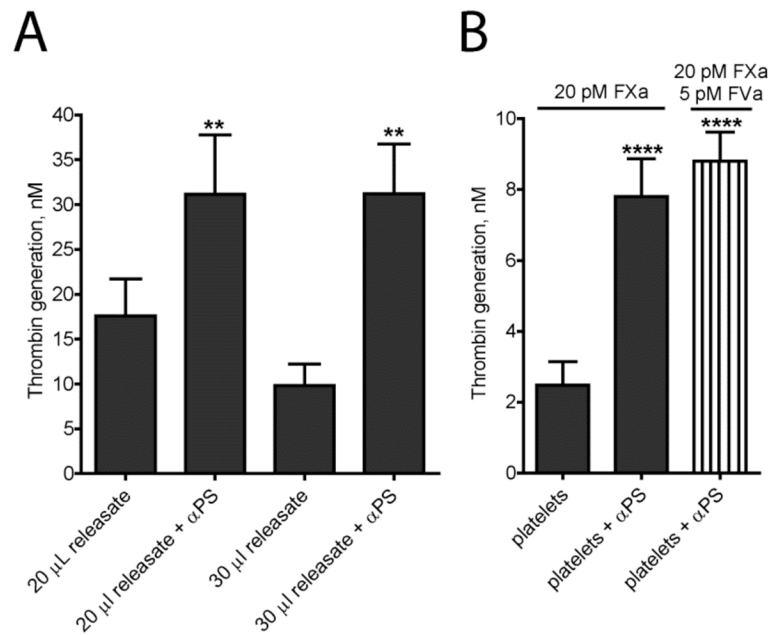 A
Thrombin generation, nM
40
35
30
25
20
15
10
5
0
**
**
20 μL releasate
20 μl releasate + αPS
30 μl releasate
30 μl releasate + αPS
B
20 pM FXa
20 pM FXa
5 pM FVa
Thrombin generation, nM
10
8
6
4
2
0
****
****
platelets
platelets + αPS
platelets + αPS